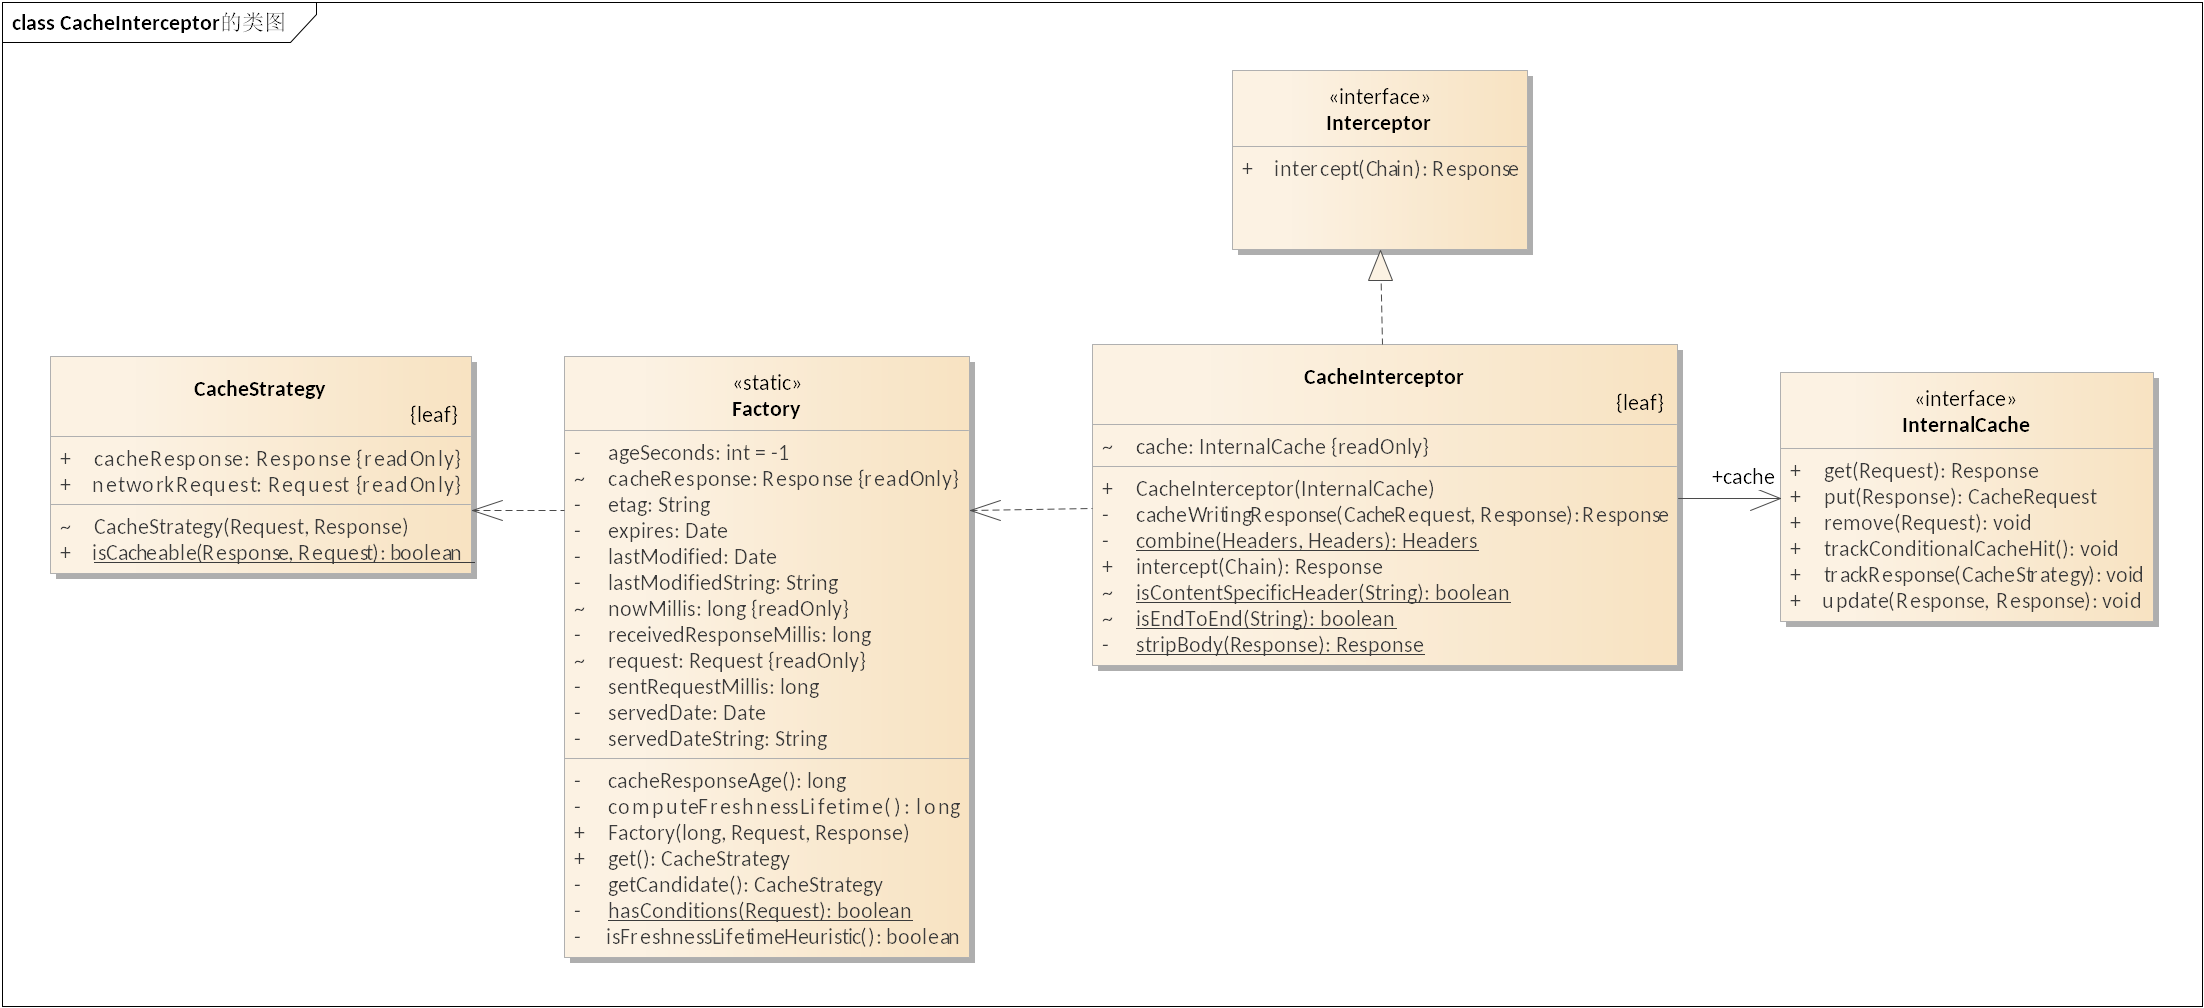 class CacheInterceptor的类图
«interface»
Interceptor
+ intercept(Chain): Response
CacheStrategy
{leaf}
+ cacheResponse: Response {readOnly}
+ networkRequest: Request {readOnly}
~ CacheStrategy(Request, Response)
+ isCacheable(Response, Request): boolean
«static»
Factory
- ageSeconds: int = -1
~ cacheResponse: Response {readOnly}
- etag: String
- expires: Date
- lastModified: Date
- lastModifiedString: String
~ nowMillis: long {readOnly}
- receivedResponseMillis: long
~ request: Request {readOnly}
- sentRequestMillis: long
- servedDate: Date
- servedDateString: String
- cacheResponseAge(): long
- computeFreshnessLifetime(): long
+ Factory(long, Request, Response)
+ get(): CacheStrategy
- getCandidate(): CacheStrategy
- hasConditions(Request): boolean
- isFreshnessLifetimeHeuristic(): boolean
CacheInterceptor
{leaf}
~ cache: InternalCache {readOnly}
+ CacheInterceptor(InternalCache)
- cacheWritingResponse(CacheRequest, Response): Response
- combine(Headers, Headers): Headers
+ intercept(Chain): Response
~ isContentSpecificHeader(String): boolean
~ isEndToEnd(String): boolean
- stripBody(Response): Response
+cache
«interface»
InternalCache
+ get(Request): Response
+ put(Response): CacheRequest
+ remove(Request): void
+ trackConditionalCacheHit(): void
+ trackResponse(CacheStrategy): void
+ update(Response, Response): void